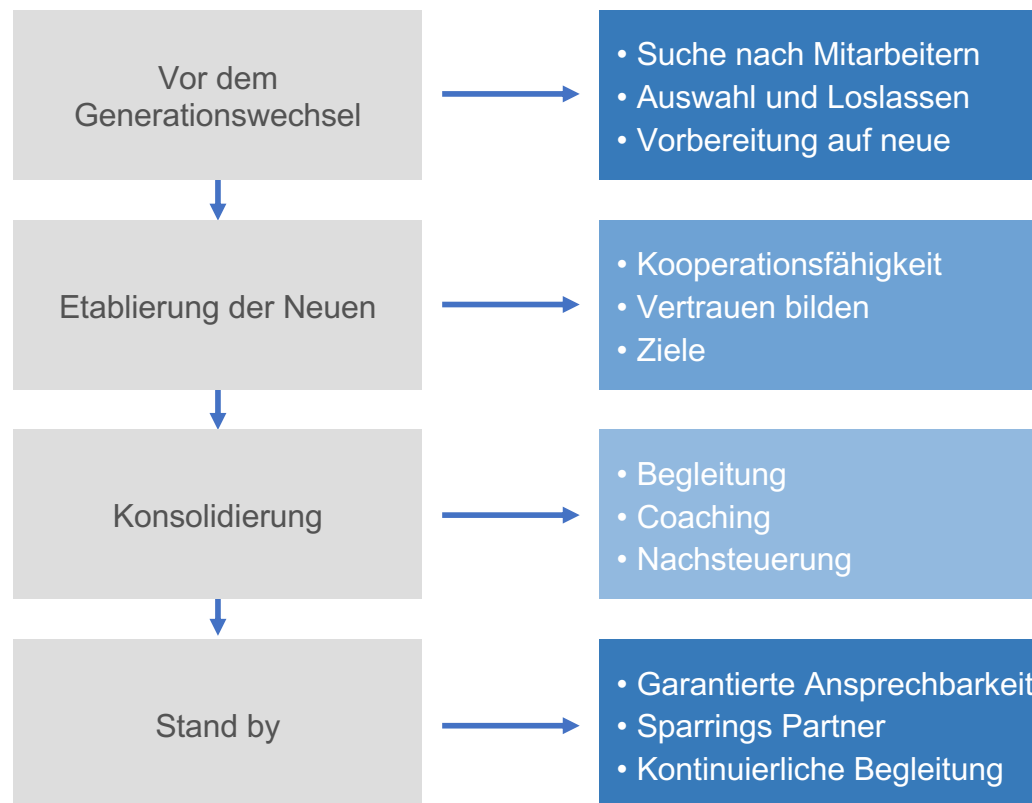 Vor dem
Generationswechsel
• Suche nach Mitarbeitern
• Auswahl und Loslassen
• Vorbereitung auf neue
Etablierung der Neuen
• Kooperationsfähigkeit
• Vertrauen bilden
• Ziele
Konsolidierung
• Begleitung
• Coaching
• Nachsteuerung
Stand by
• Garantierte Ansprechbarkeit
• Sparrings Partner
• Kontinuierliche Begleitung